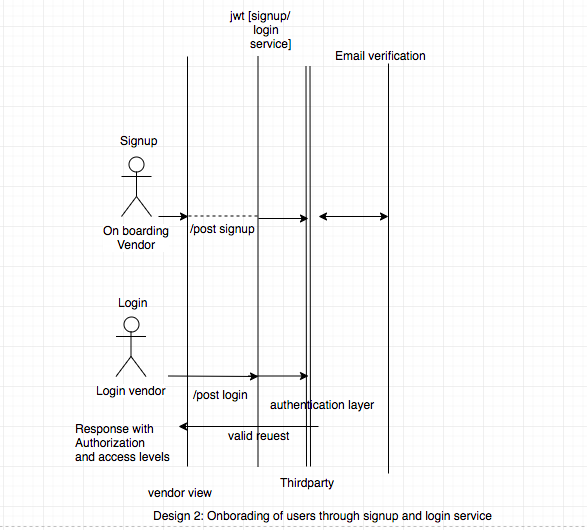 jwt [signup/
login
service]
Email verification
Signup
On boarding
Vendor
/post signup
Login
Login vendor
/post login
authentication layer
Response with
Authorization
and access levels
valid reuest
Thirdparty
vendor view
Design 2: Onborading of users through signup and login service